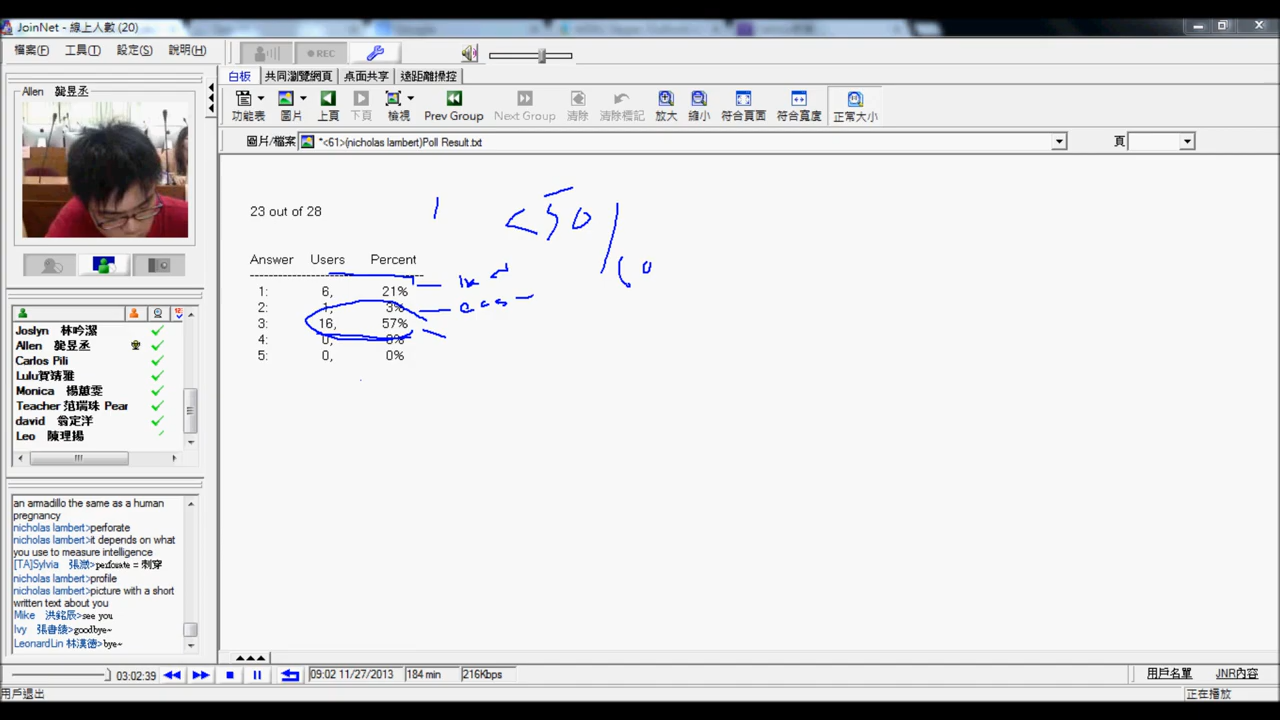 JoinNet - 線上人數 (20)
檔案(F) 工具(T) 設定(S) 說明(H)
REC
Allen 龔昱丞
白板 共同瀏覽網頁 桌面共享 遠距離操控
功能表 圖片 上頁 下頁 檢視 Prev Group Next Group 清除 清除標記 放大 縮小 符合頁面 符合寬度 正常大小
圖片/檔案 *<61>(nicholas lambert)Poll Result.txt 頁
23 out of 28
<50/
Answer Users Percent
1: 6, 21%
2: 1, 3%
3: 16, 57%
4: 0, 0%
5: 0, 0%
Joslyn 林吟潔
Allen 龔昱丞
Carlos Pili
Lulu賀靖雅
Monica 楊蕙雯
Teacher 范瑞珠 Pear
david 翁定洋
Leo 陳理揚
an armadillo the same as a human
pregnancy
nicholas lambert>perforate
nicholas lambert>it depends on what
you use to measure intelligence
[TA]Sylvia 張瀲>perforate = 刺穿
nicholas lambert>profile
nicholas lambert>picture with a short
written text about you
Mike 洪銘辰>see you
Ivy 張書綾>goodbye~
LeonardLin 林漢德>bye~
03:02:39 09:02 11/27/2013 184 min 216Kbps 用戶名單 JNR內容
用戶退出 正在播放